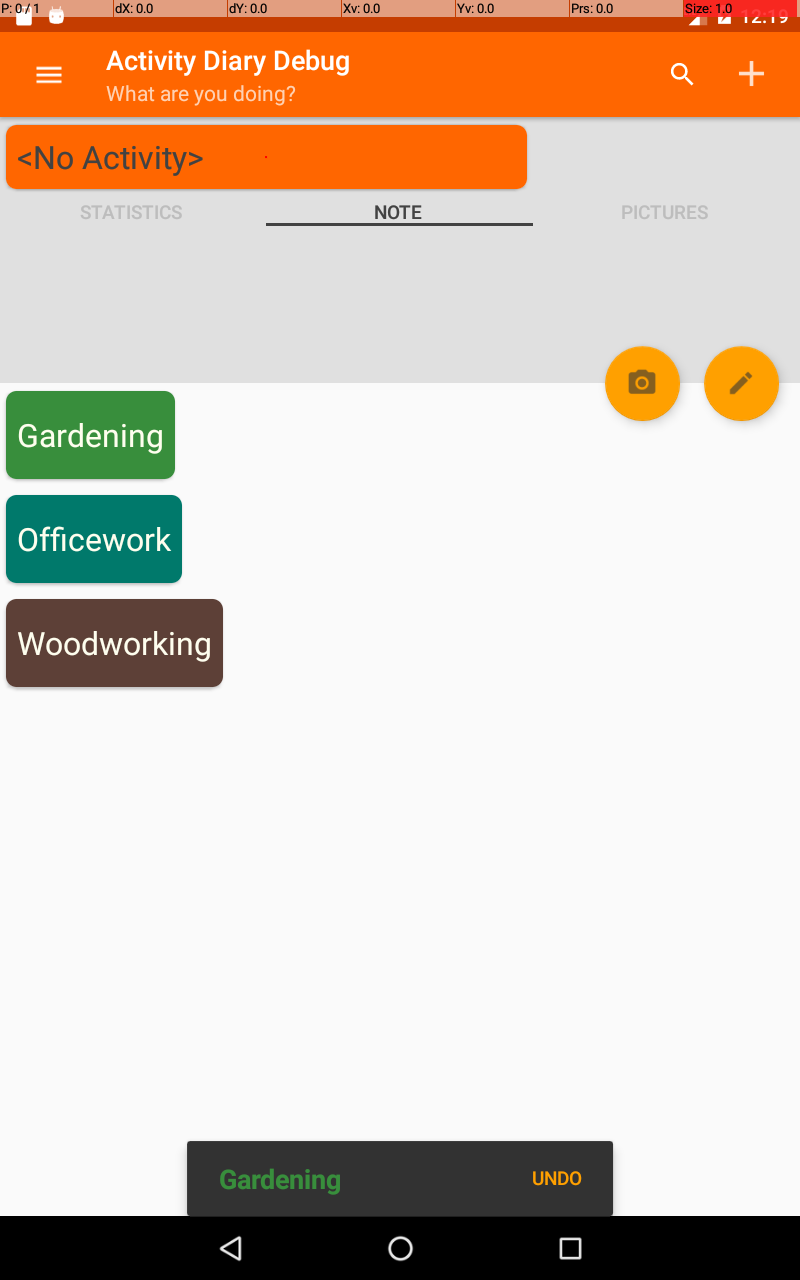 P: 0 / 1 dX: 0.0 dY: 0.0 Xv: 0.0 Yv: 0.0 Prs: 0.0 Size: 1.0
12:19
Activity Diary Debug
What are you doing?
<No Activity>
STATISTICS NOTE PICTURES
Gardening
Officework
Woodworking
Gardening UNDO